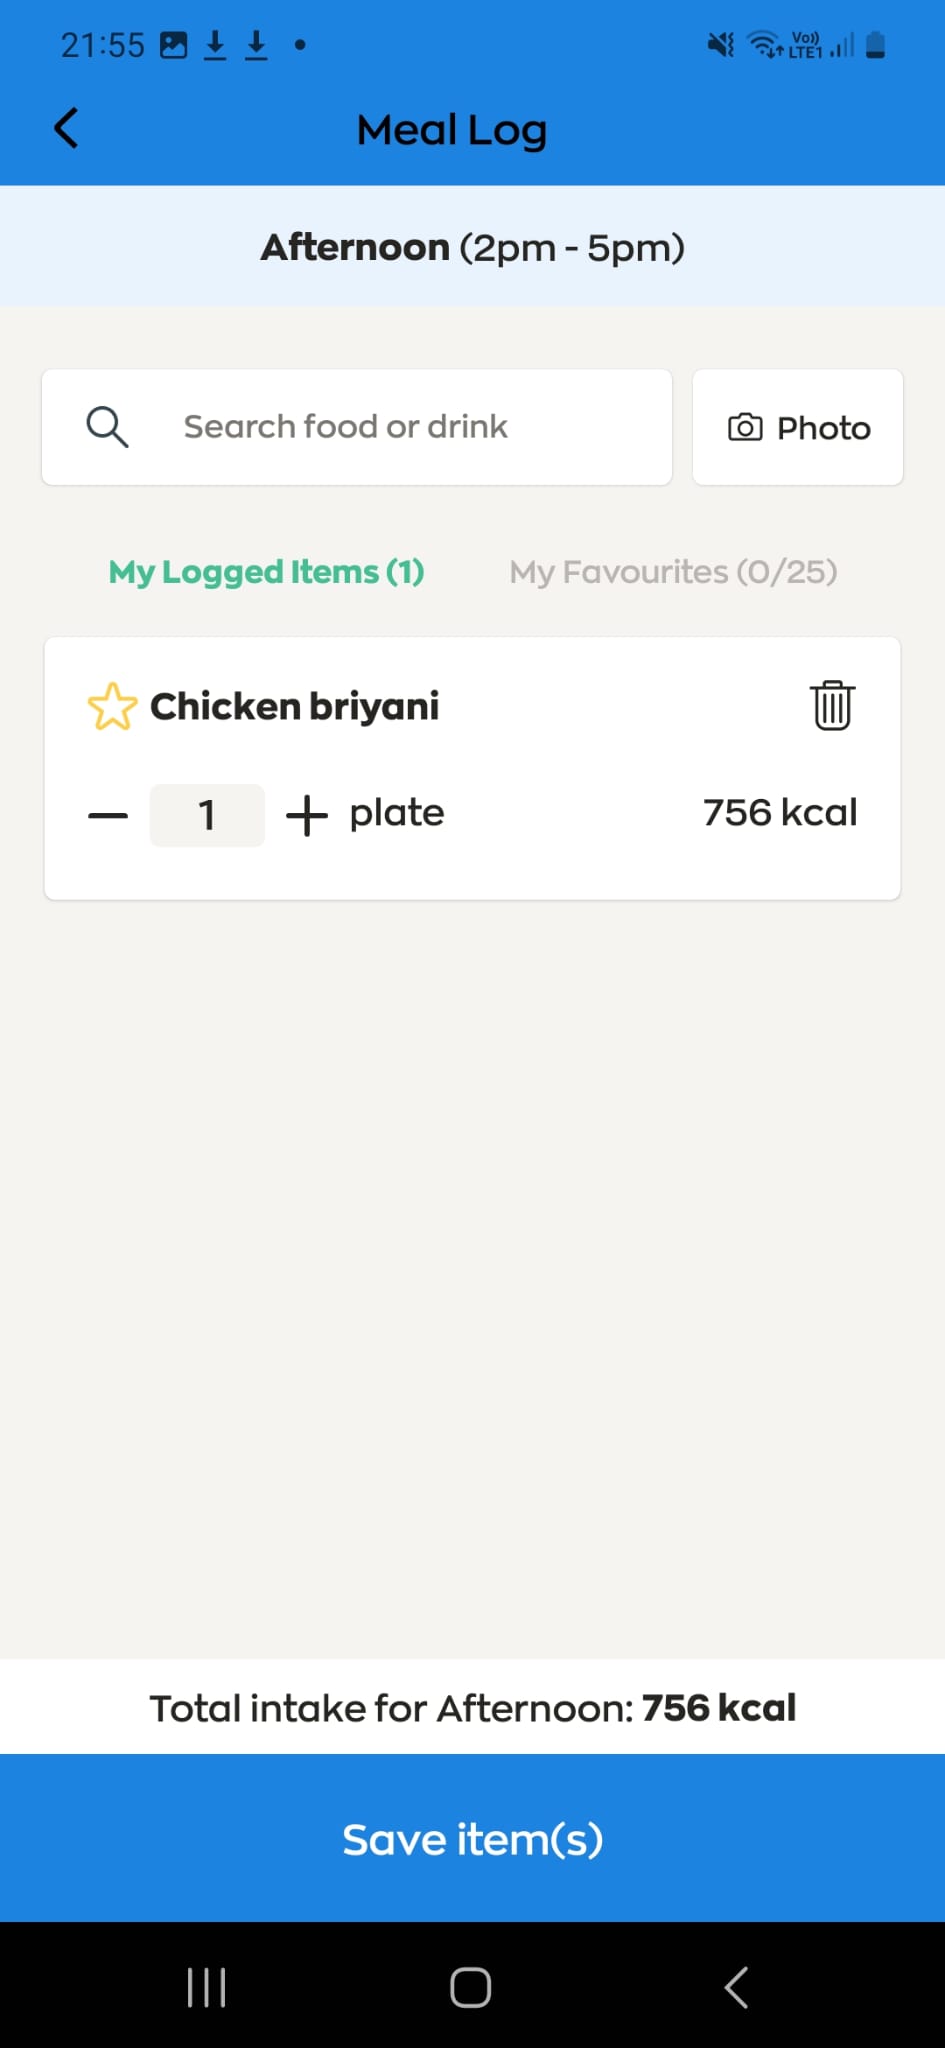 21:55
Vo)) LTE1
Meal Log
Afternoon (2pm - 5pm)
Search food or drink
Photo
My Logged Items (1)
My Favourites (0/25)
Chicken briyani
1 plate
756 kcal
Total intake for Afternoon: 756 kcal
Save item(s)